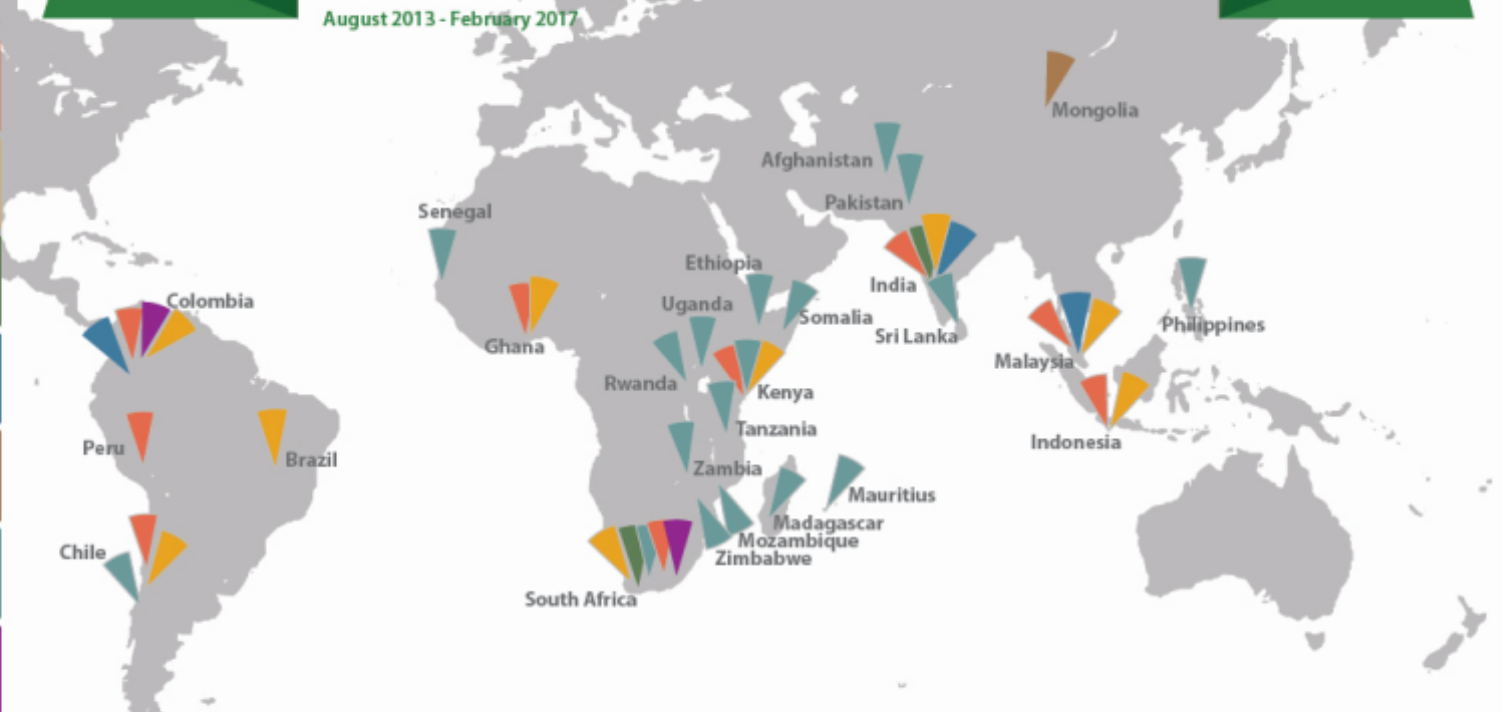 August 2013 - February 2017
Mongolia
Afghanistan
Pakistan
Senegal
Ethiopia
India
Colombia
Uganda
Somalia
Philippines
Sri Lanka
Ghana
Malaysia
Rwanda
Kenya
Tanzania
Indonesia
Peru
Brazil
Zambia
Mauritius
Madagascar
Mozambique
Chile
Zimbabwe
South Africa